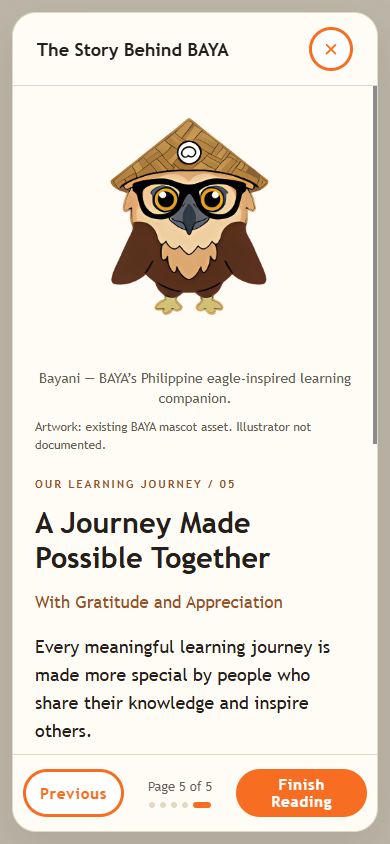 The Story Behind BAYA
Bayani — BAYA's Philippine eagle-inspired learning
companion.
Artwork: existing BAYA mascot asset. Illustrator not
documented.
OUR LEARNING JOURNEY / 05
A Journey Made
Possible Together
With Gratitude and Appreciation
Every meaningful learning journey is
made more special by people who
share their knowledge and inspire
others.
Previous
Page 5 of 5
Finish
Reading